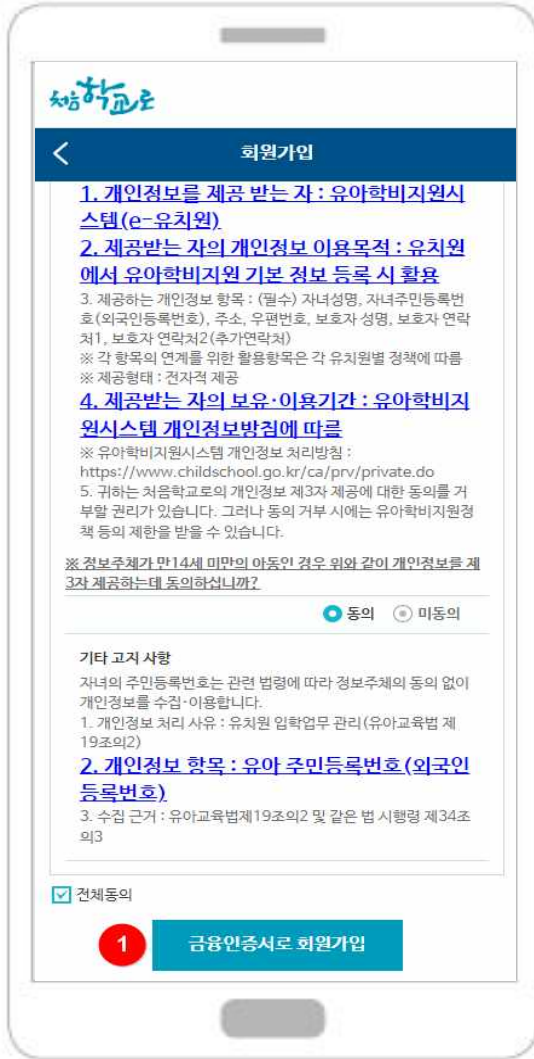 처음학교로
회원가입
1. 개인정보를 제공 받는 자 : 유아학비지원시
스템(e-유치원)
2. 제공받는 자의 개인정보 이용목적 : 유치원
에서 유아학비지원 기본 정보 등록 시 활용
3. 제공하는 개인정보 항목 : (필수) 자녀성명, 자녀주민등록번
호(외국인등록번호), 주소, 우편번호, 보호자 성명, 보호자 연락
처1, 보호자 연락처2(추가연락처)
※ 각 항목의 연계를 위한 활용항목은 각 유치원별 정책에 따름
※ 제공형태 : 전자적 제공
4. 제공받는 자의 보유·이용기간 : 유아학비지
원시스템 개인정보방침에 따름
※ 유아학비지원시스템 개인정보 처리방침 :
https://www.childschool.go.kr/ca/prv/private.do
5. 귀하는 처음학교로의 개인정보 제3자 제공에 대한 동의를 거
부할 권리가 있습니다. 그러나 동의 거부 시에는 유아학비지원정
책 등의 제한을 받을 수 있습니다.
※ 정보주체가 만14세 미만의 아동인 경우 위와 같이 개인정보를 제
3자 제공하는데 동의하십니까?
동의 미동의
기타 고지 사항
자녀의 주민등록번호는 관련 법령에 따라 정보주체의 동의 없이
개인정보를 수집·이용합니다.
1. 개인정보 처리 사유 : 유치원 입학업무 관리(유아교육법 제
19조의2)
2. 개인정보 항목 : 유아 주민등록번호(외국인
등록번호)
3. 수집 근거 : 유아교육법제19조의2 및 같은 법 시행령 제34조
의3
전체동의
1 금융인증서로 회원가입